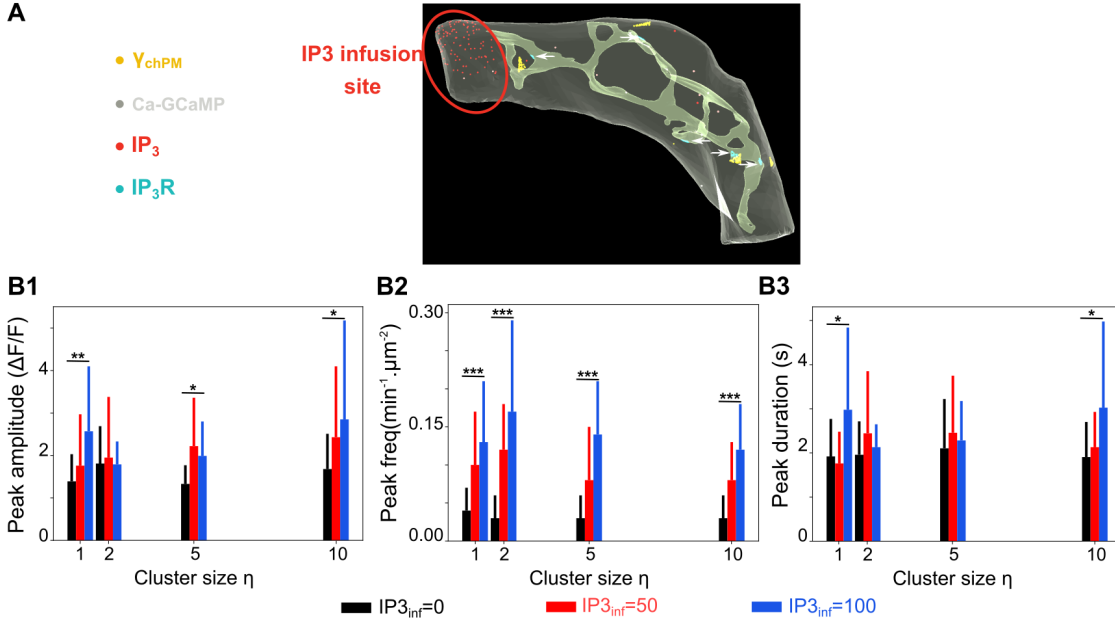 A
γchPM
Ca-GCaMP
IP3
IP3R
IP3 infusion
site
B1
Peak amplitude (ΔF/F)
4
2
0
**
*
*
1 2 5 10
Cluster size η
B2
Peak freq(min-1.μm-2)
0.30
0.15
0.00
***
***
***
***
1 2 5 10
Cluster size η
B3
Peak duration (s)
4
2
0
*
*
1 2 5 10
Cluster size η
IP3inf=0
IP3inf=50
IP3inf=100